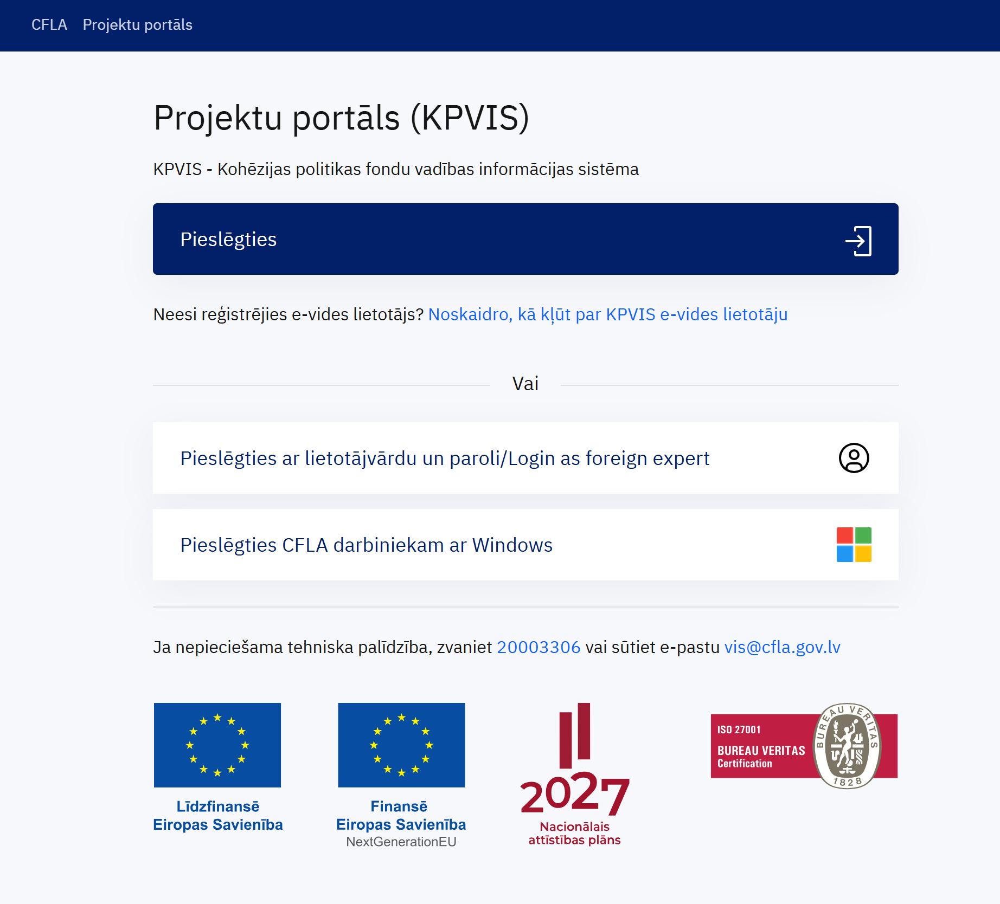 CFLA Projektu portāls
Projektu portāls (KPVIS)
KPVIS - Kohēzijas politikas fondu vadības informācijas sistēma
Pieslēgties
Neesi reģistrējies e-vides lietotājs? Noskaidro, kā kļūt par KPVIS e-vides lietotāju
Vai
Pieslēgties ar lietotājvārdu un paroli/Login as foreign expert
Pieslēgties CFLA darbiniekam ar Windows
Ja nepieciešama tehniska palīdzība, zvaniet 20003306 vai sūtiet e-pastu vis@cfla.gov.lv
Līdzfinansē
Eiropas Savienība
Finansē
Eiropas Savienība
NextGenerationEU
2027
Nacionālais
attīstības plāns
ISO 27001
BUREAU VERITAS
Certification
BUREAU VERITAS
1828